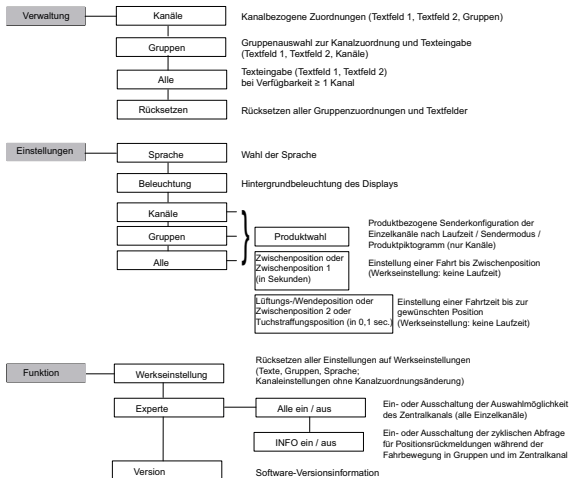 Verwaltung
Kanäle
Kanalbezogene Zuordnungen (Textfeld 1, Textfeld 2, Gruppen)
Gruppen
Gruppenauswahl zur Kanalzuordnung und Texteingabe
(Textfeld 1, Textfeld 2, Kanäle)
Alle
Texteingabe (Textfeld 1, Textfeld 2)
bei Verfügbarkeit ≥ 1 Kanal
Rücksetzen
Rücksetzen aller Gruppenzuordnungen und Textfelder
Einstellungen
Sprache
Wahl der Sprache
Beleuchtung
Hintergrundbeleuchtung des Displays
Kanäle
Gruppen
Alle
Produktwahl
Produktbezogene Senderkonfiguration der
Einzelkanäle nach Laufzeit / Sendermodus /
Produktpiktogramm (nur Kanäle)
Zwischenposition oder
Zwischenposition 1
(in Sekunden)
Einstellung einer Fahrt bis Zwischenposition
(Werkseinstellung: keine Laufzeit)
Lüftungs-/Wendeposition oder
Zwischenposition 2 oder
Tuchstraffungsposition (in 0,1 sec.)
Einstellung einer Fahrtzeit bis zur
gewünschten Position
(Werkseinstellung: keine Laufzeit)
Funktion
Werkseinstellung
Rücksetzen aller Einstellungen auf Werkseinstellungen
(Texte, Gruppen, Sprache;
Kanaleinstellungen ohne Kanalzuordnungsänderung)
Experte
Alle ein / aus
Ein- oder Ausschaltung der Auswahlmöglichkeit
des Zentralkanals (alle Einzelkanäle)
INFO ein / aus
Ein- oder Ausschaltung der zyklischen Abfrage
für Positionsrückmeldungen während der
Fahrbewegung in Gruppen und im Zentralkanal
Version
Software-Versionsinformation